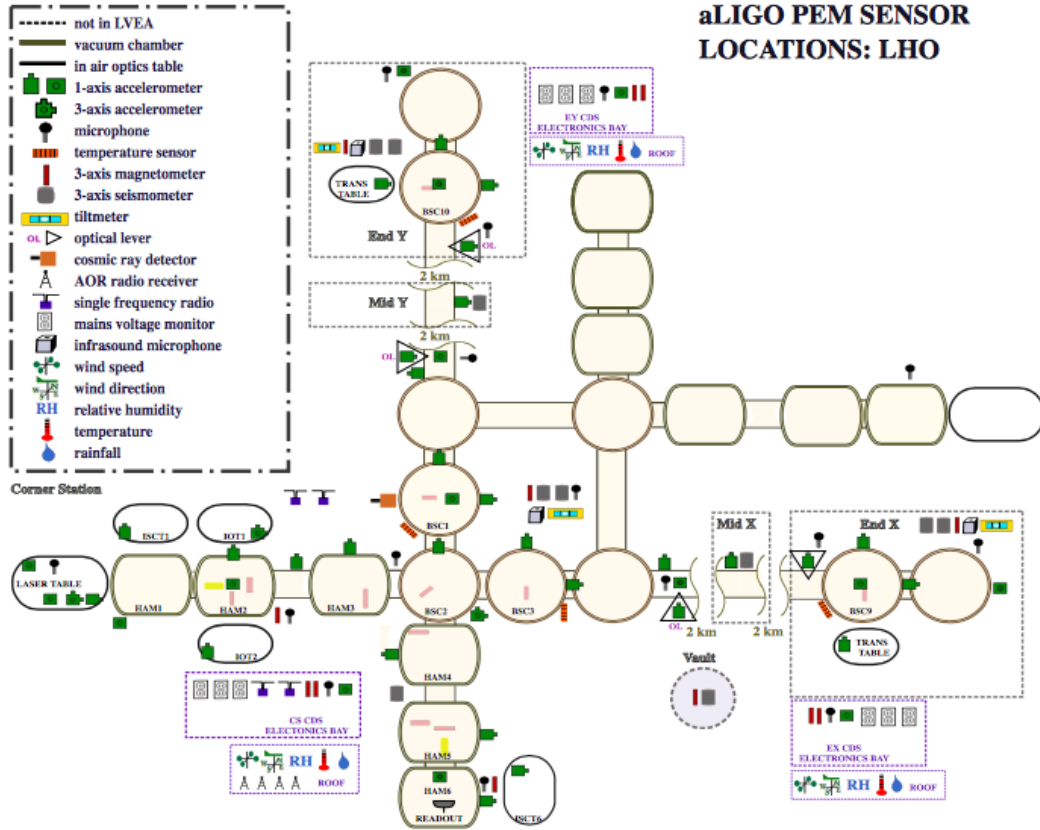 aLIGO PEM SENSOR
LOCATIONS: LHO
not in LVEA
vacuum chamber
in air optics table
1-axis accelerometer
3-axis accelerometer
microphone
temperature sensor
3-axis magnetometer
3-axis seismometer
tiltmeter
OL optical lever
cosmic ray detector
AOR radio receiver
single frequency radio
mains voltage monitor
infrasound microphone
wind speed
wind direction
RH relative humidity
temperature
rainfall
EY CDS
ELECTRONICS BAY
RH ROOF
TRANS
TABLE
BSC10
End Y
OL
2 km
Mid Y
2 km
OL
Corner Station
ISCT1
IOT1
BSC1
Mid X
End X
LASER TABLE
HAM1
HAM2
HAM3
BSC2
BSC3
BSC9
OL
2 km
2 km
IOT2
TRANS
TABLE
HAM4
Vault
CS CDS
ELECTONICS BAY
RH
ROOF
HAM5
HAM6
READOUT
ISCT6
EX CDS
ELECTRONICS BAY
RH ROOF